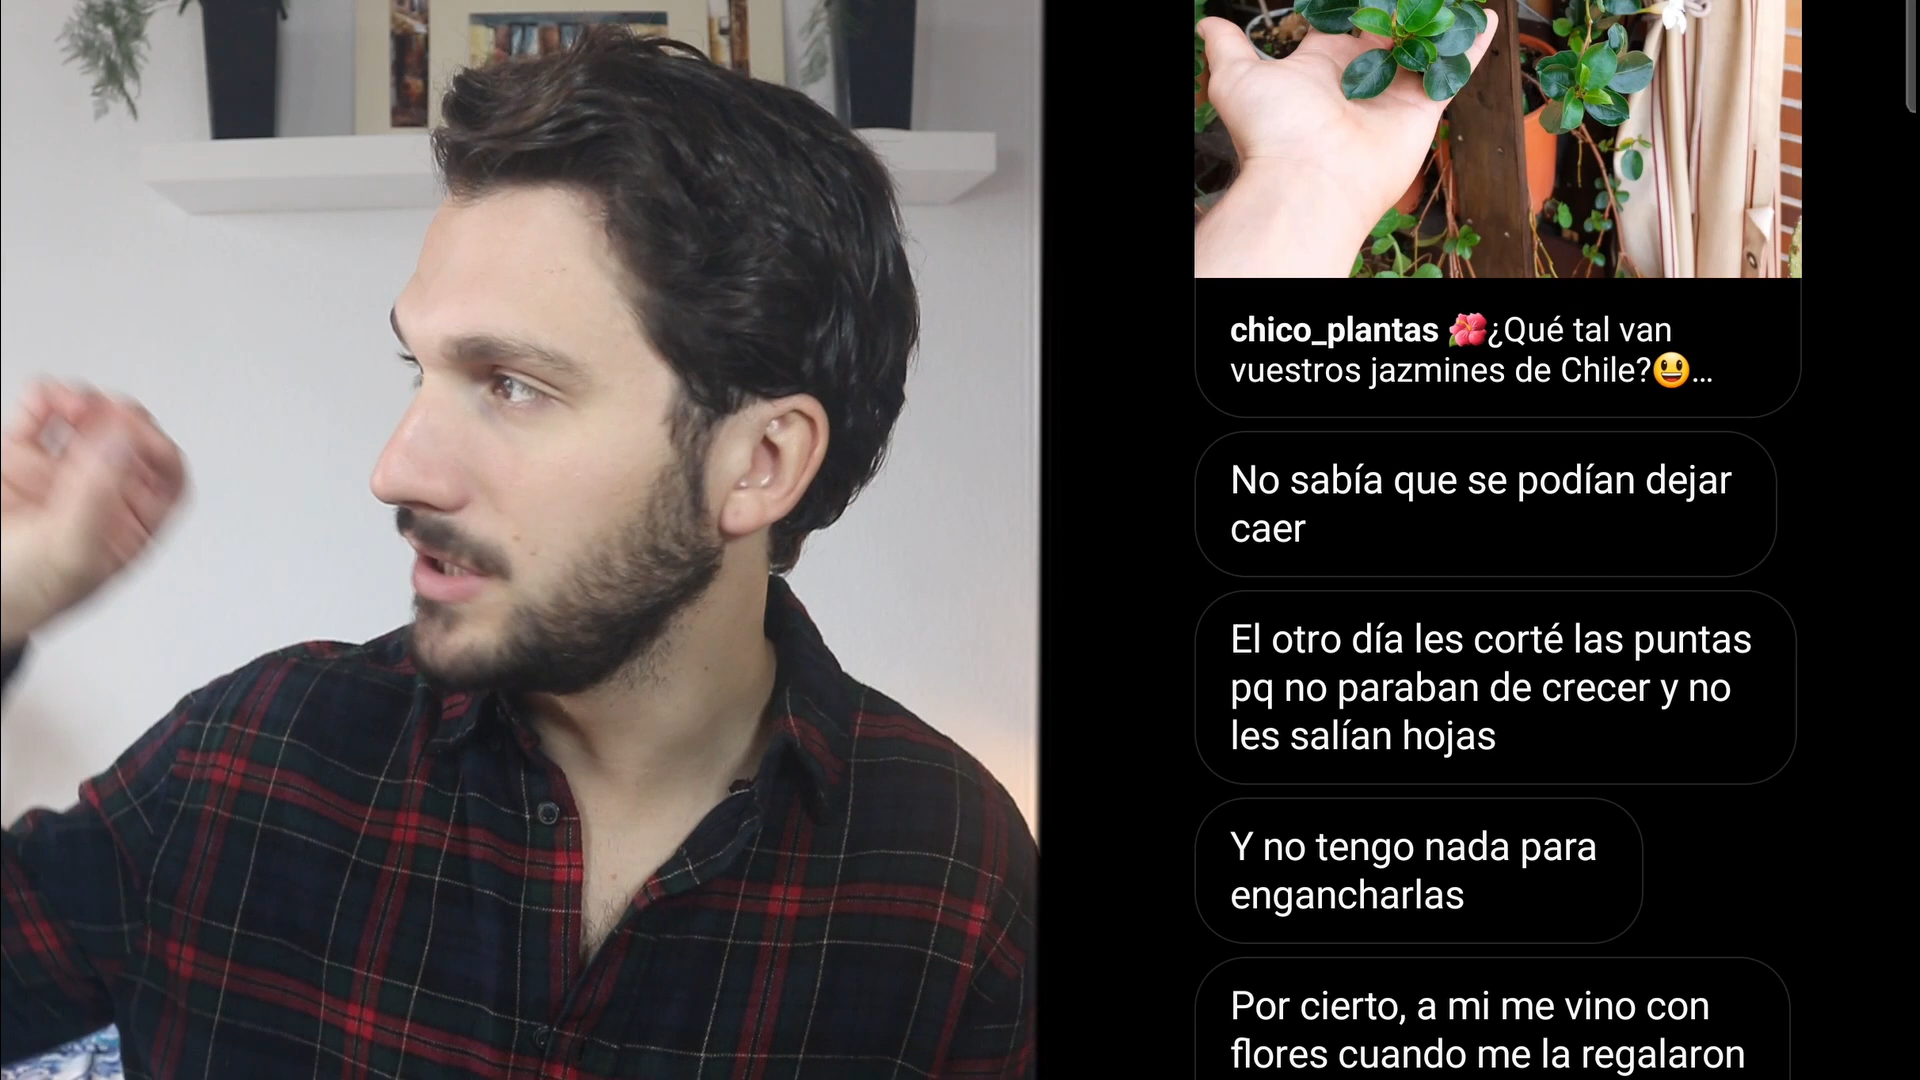 chico_plantas 🌺¿Qué tal van
vuestros jazmines de Chile?😃...
No sabía que se podían dejar
caer
El otro día les corté las puntas
pq no paraban de crecer y no
les salían hojas
Y no tengo nada para
engancharlas
Por cierto, a mi me vino con
flores cuando me la regalaron